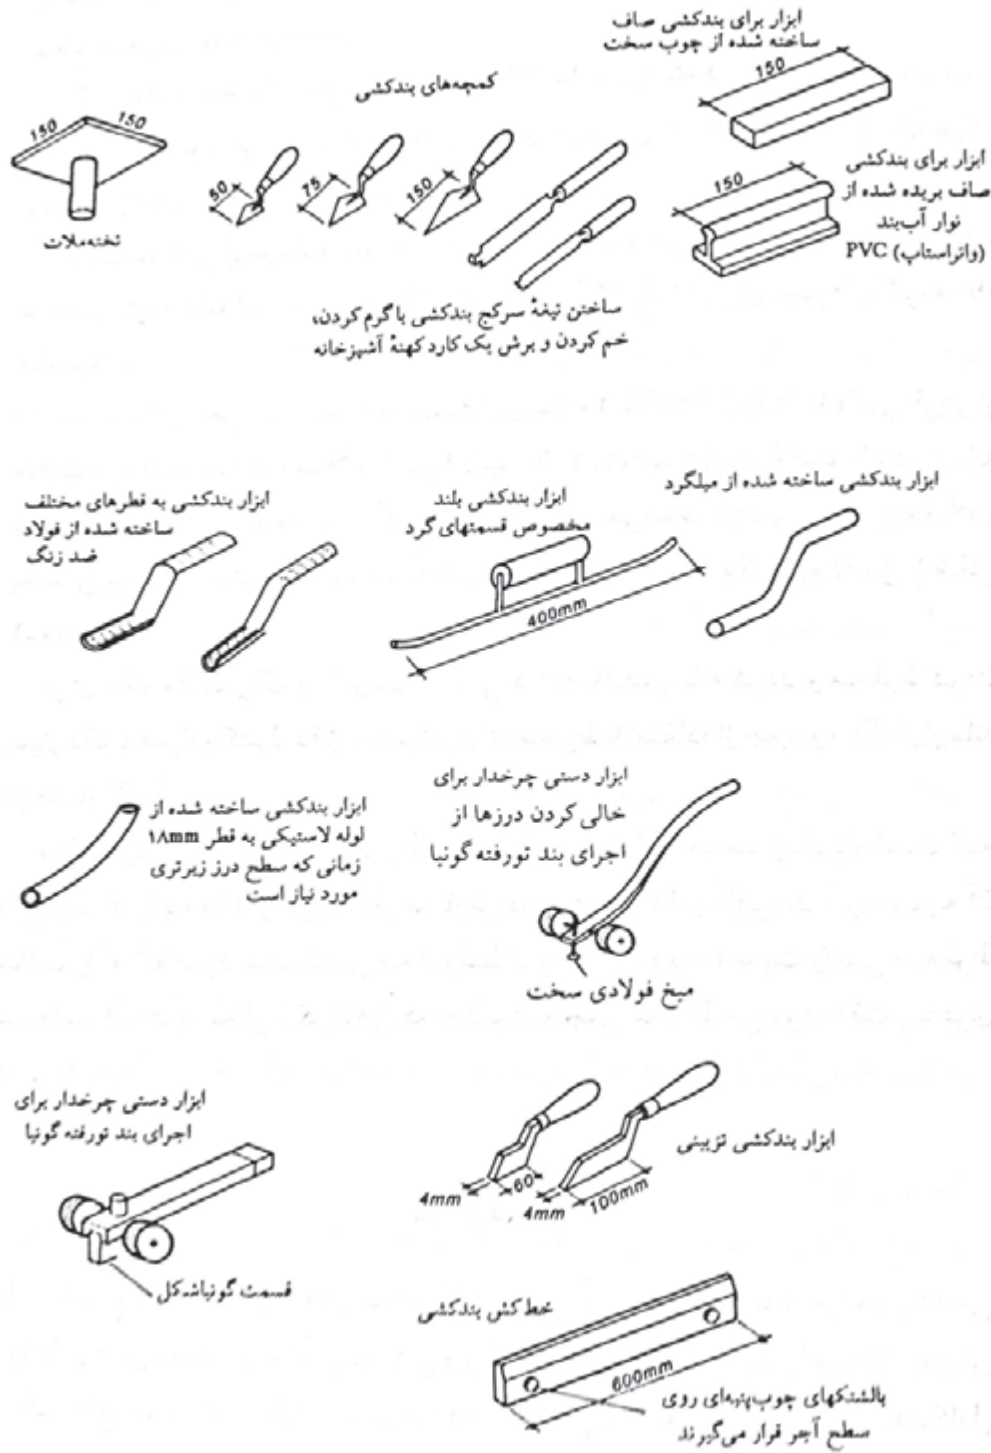 ابزار برای بندکشی صاف
ساخته شده از چوب سخت
150
کمچه‌های بندکشی
150
150
تخته‌ملات
50
75
150
ابزار برای بندکشی
صاف بریده شده از
نوار آب‌بند
(واتراستاپ) PVC
150
ساختن تیغهٔ سرکج بندکشی با گرم کردن،
خم کردن و برش یک کارد کهنهٔ آشپزخانه
ابزار بندکشی به قطرهای مختلف
ساخته شده از فولاد
ضد زنگ
ابزار بندکشی بلند
مخصوص قسمتهای گرد
400mm
ابزار بندکشی ساخته شده از میلگرد
ابزار بندکشی ساخته شده از
لوله لاستیکی به قطر ۱۸mm
زمانی که سطح درز زبرتری
مورد نیاز است
ابزار دستی چرخدار برای
خالی کردن درزها از
اجرای بند تورفته گونیا
میخ فولادی سخت
ابزار دستی چرخدار برای
اجرای بند تورفته گونیا
قسمت گونیاشکل
ابزار بندکشی تزیینی
4mm
60
4mm
100mm
خط‌کش بندکشی
600mm
بالشتکهای چوب‌پنبه‌ای روی
سطح آجر قرار می‌گیرند